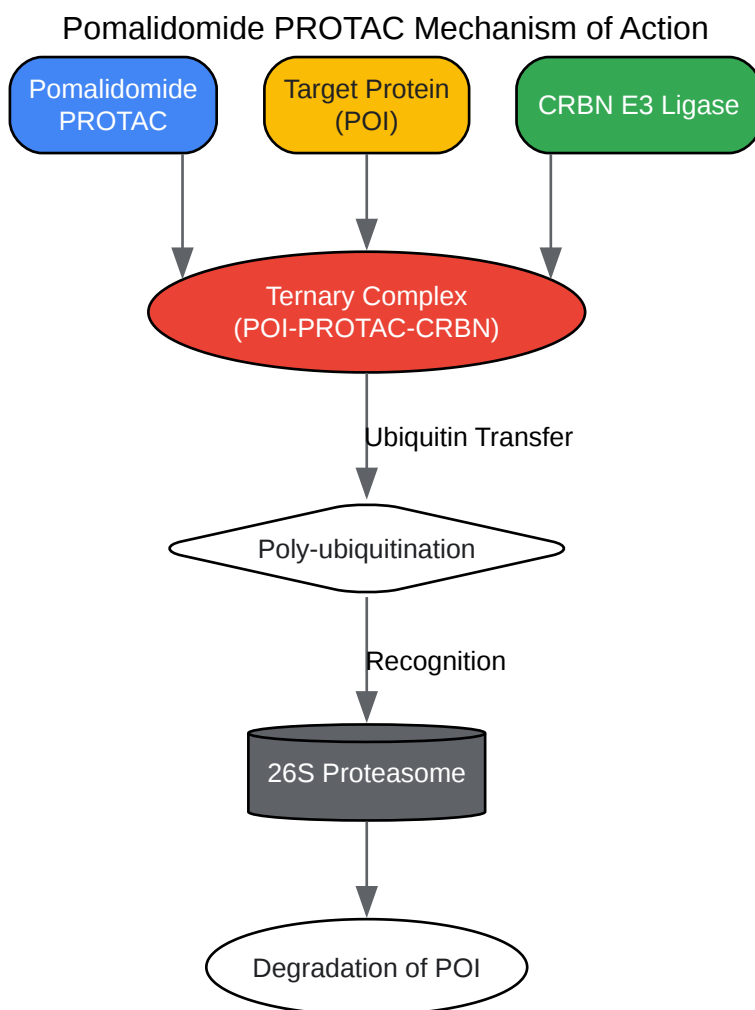 Pomalidomide PROTAC Mechanism of Action
Pomalidomide
PROTAC
Target Protein
(POI)
CRBN E3 Ligase
Ternary Complex
(POI-PROTAC-CRBN)
Ubiquitin Transfer
Poly-ubiquitination
Recognition
26S Proteasome
Degradation of POI